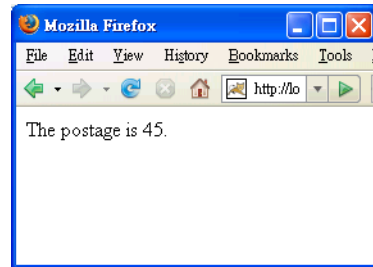 Mozilla Firefox
File Edit View History Bookmarks Tools
http://lo
The postage is 45.